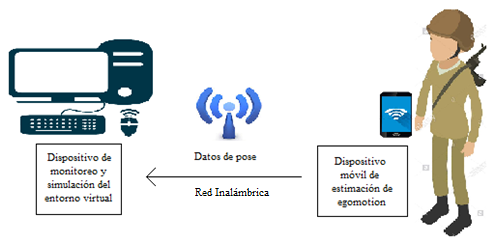 Datos de pose
Dispositivo de
monitoreo y
simulación del
entorno virtual
Red Inalámbrica
Dispositivo
móvil de
estimación de
egomotion